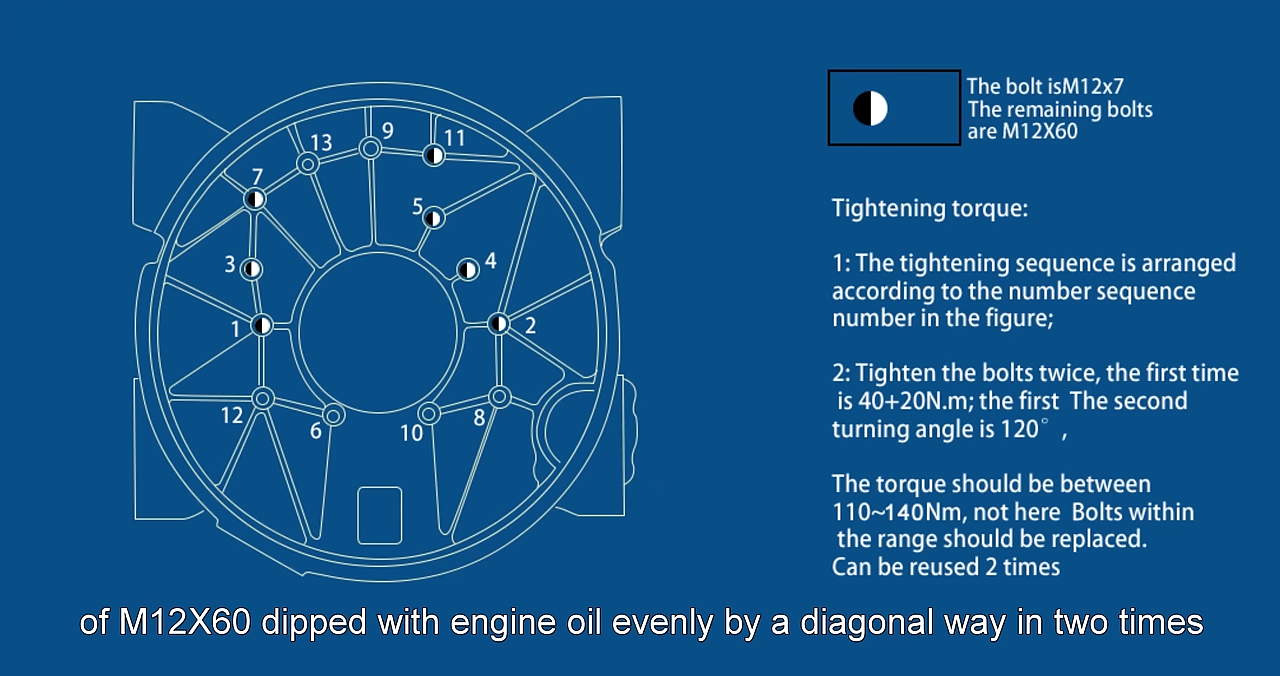 13
9
11
7
5
3
4
1
2
12
6
10
8
The bolt isM12x7
The remaining bolts
are M12X60
Tightening torque:
1: The tightening sequence is arranged
according to the number sequence
number in the figure;
2: Tighten the bolts twice, the first time
is 40+20N.m; the first The second
turning angle is 120° ,
The torque should be between
110~140Nm, not here Bolts within
the range should be replaced.
Can be reused 2 times
of M12X60 dipped with engine oil evenly by a diagonal way in two times